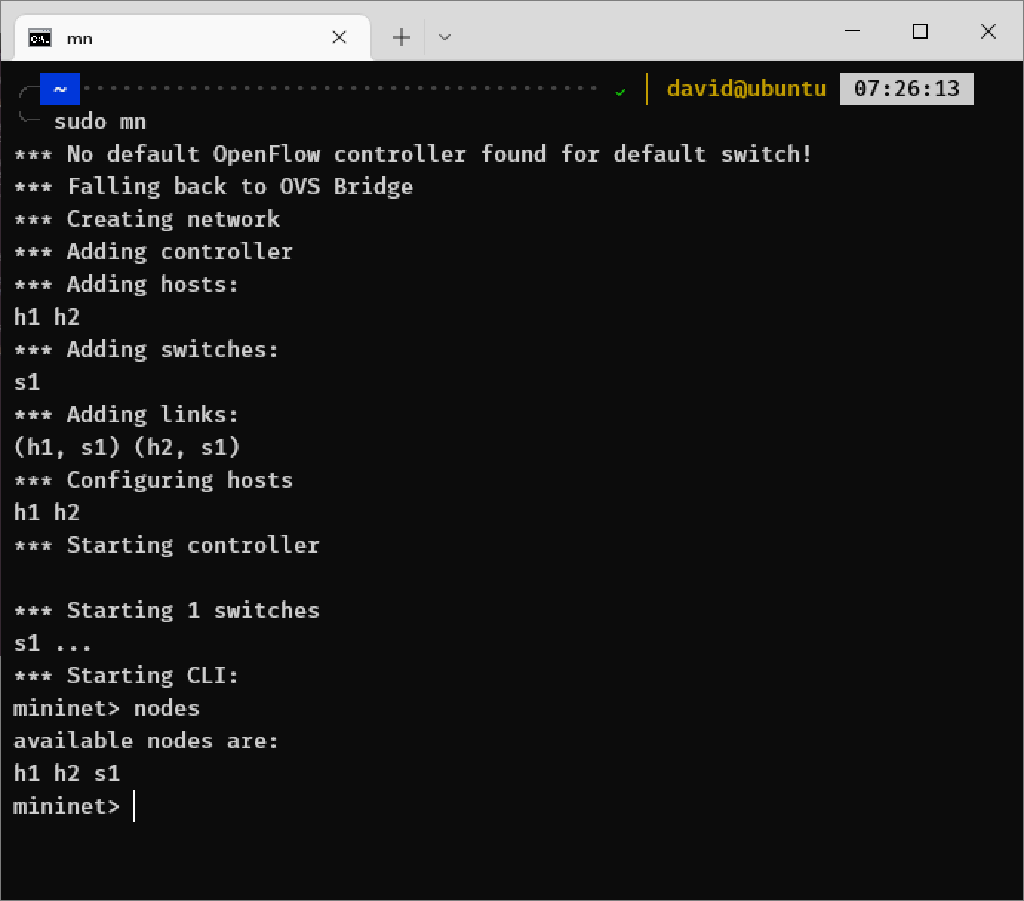 mn
~ ✓ david@ubuntu 07:26:13
sudo mn
*** No default OpenFlow controller found for default switch!
*** Falling back to OVS Bridge
*** Creating network
*** Adding controller
*** Adding hosts:
h1 h2
*** Adding switches:
s1
*** Adding links:
(h1, s1) (h2, s1)
*** Configuring hosts
h1 h2
*** Starting controller

*** Starting 1 switches
s1 ...
*** Starting CLI:
mininet> nodes
available nodes are:
h1 h2 s1
mininet>